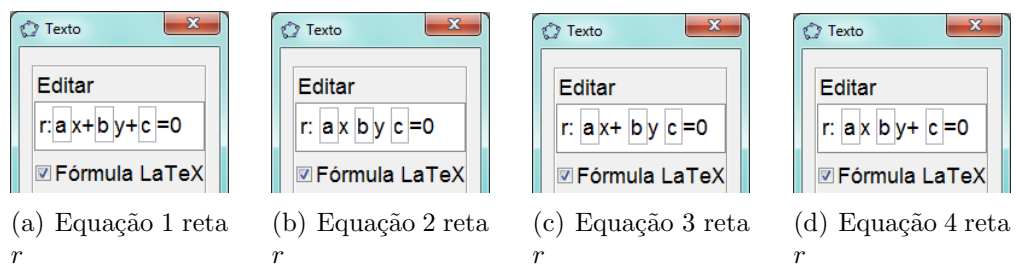 Texto
Editar
r: a x+ b y+ c =0
Fórmula LaTeX
(a) Equação 1 reta
r
Texto
Editar
r: a x b y c =0
Fórmula LaTeX
(b) Equação 2 reta
r
Texto
Editar
r: a x+ b y c =0
Fórmula LaTeX
(c) Equação 3 reta
r
Texto
Editar
r: a x b y+ c =0
Fórmula LaTeX
(d) Equação 4 reta
r